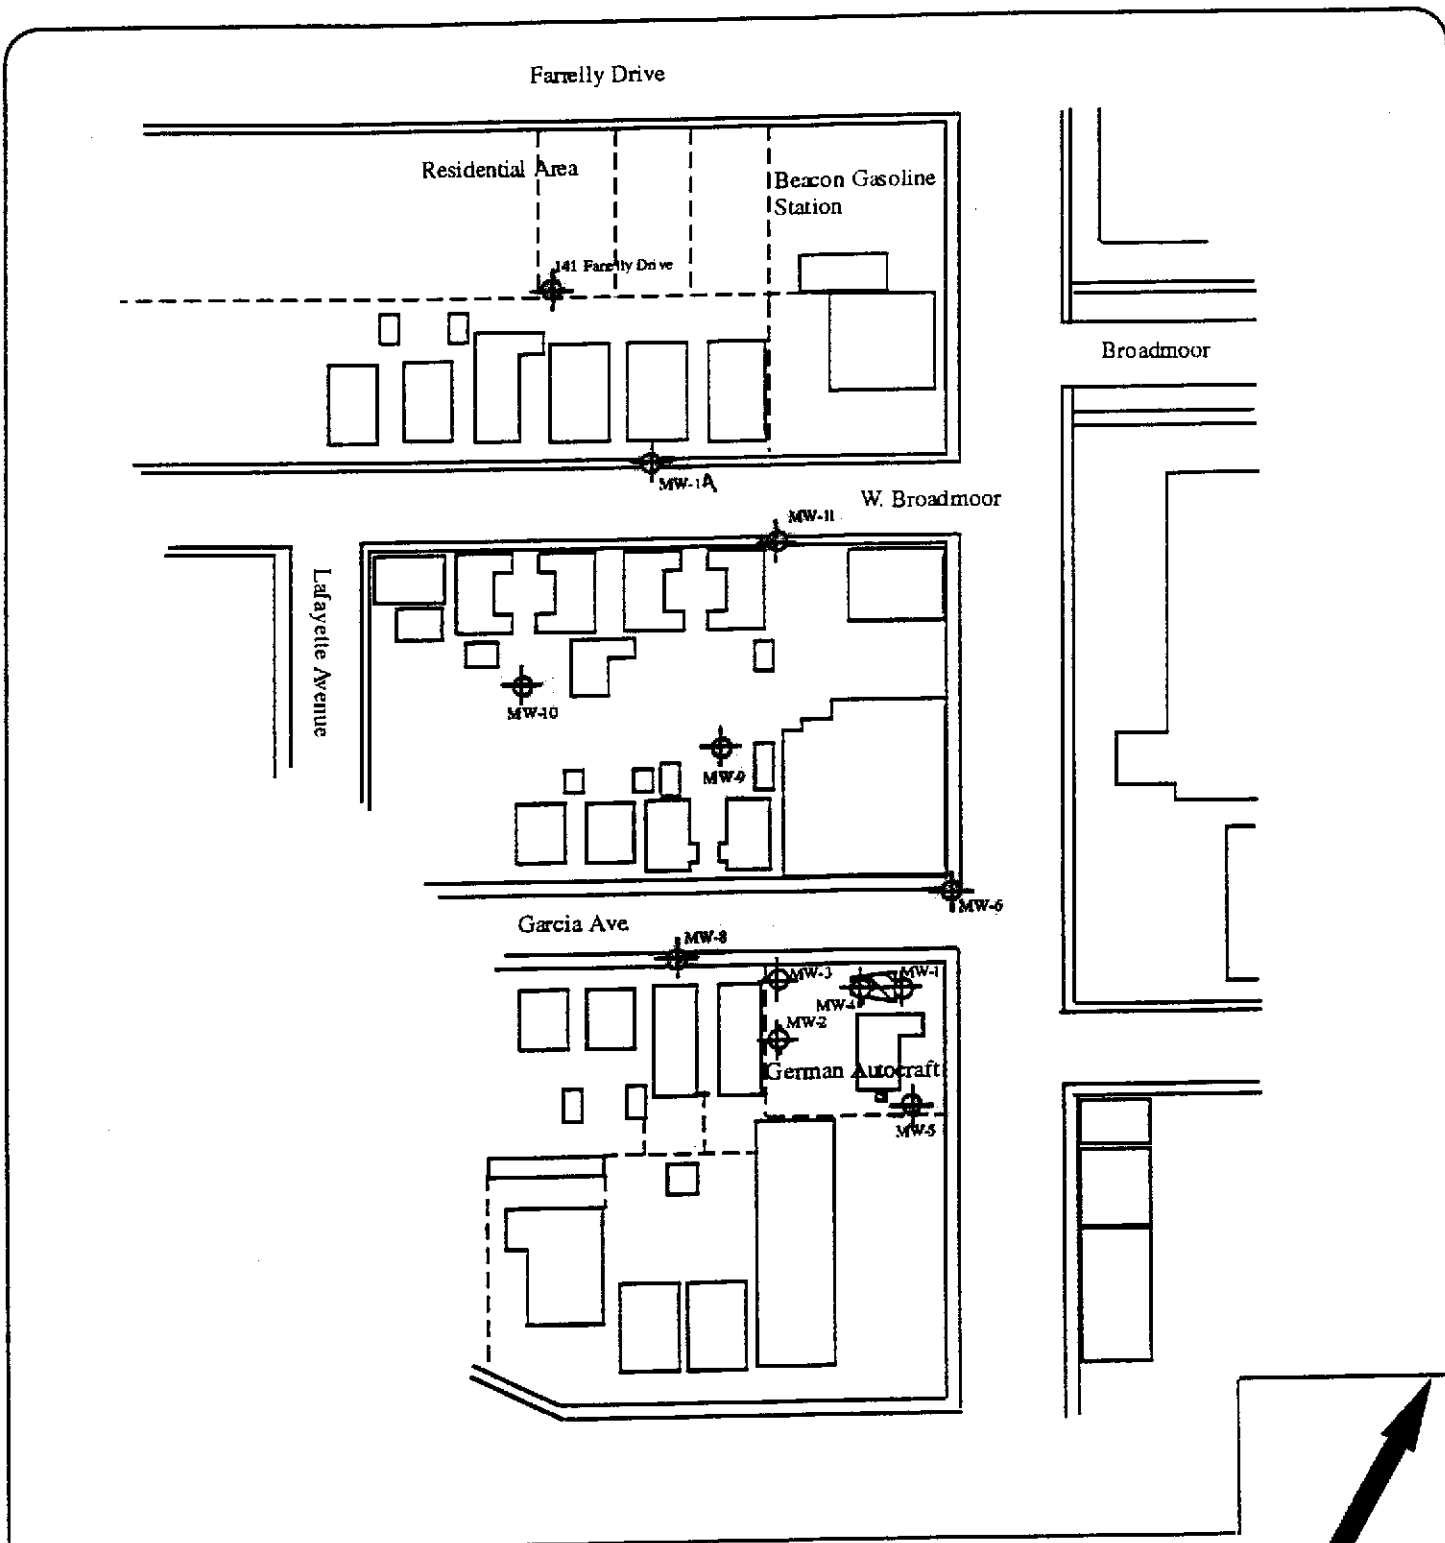 Farrelly Drive
Residential Area
Beacon Gasoline
Station
141 Farrelly Drive
Broadmoor
MW-1A
W. Broadmoor
MW-11
Lafayette Avenue
MW-10
MW-9
MW-6
Garcia Ave
MW-8
MW-3
MW-1
MW-4
MW-2
German Autocraft
MW-5